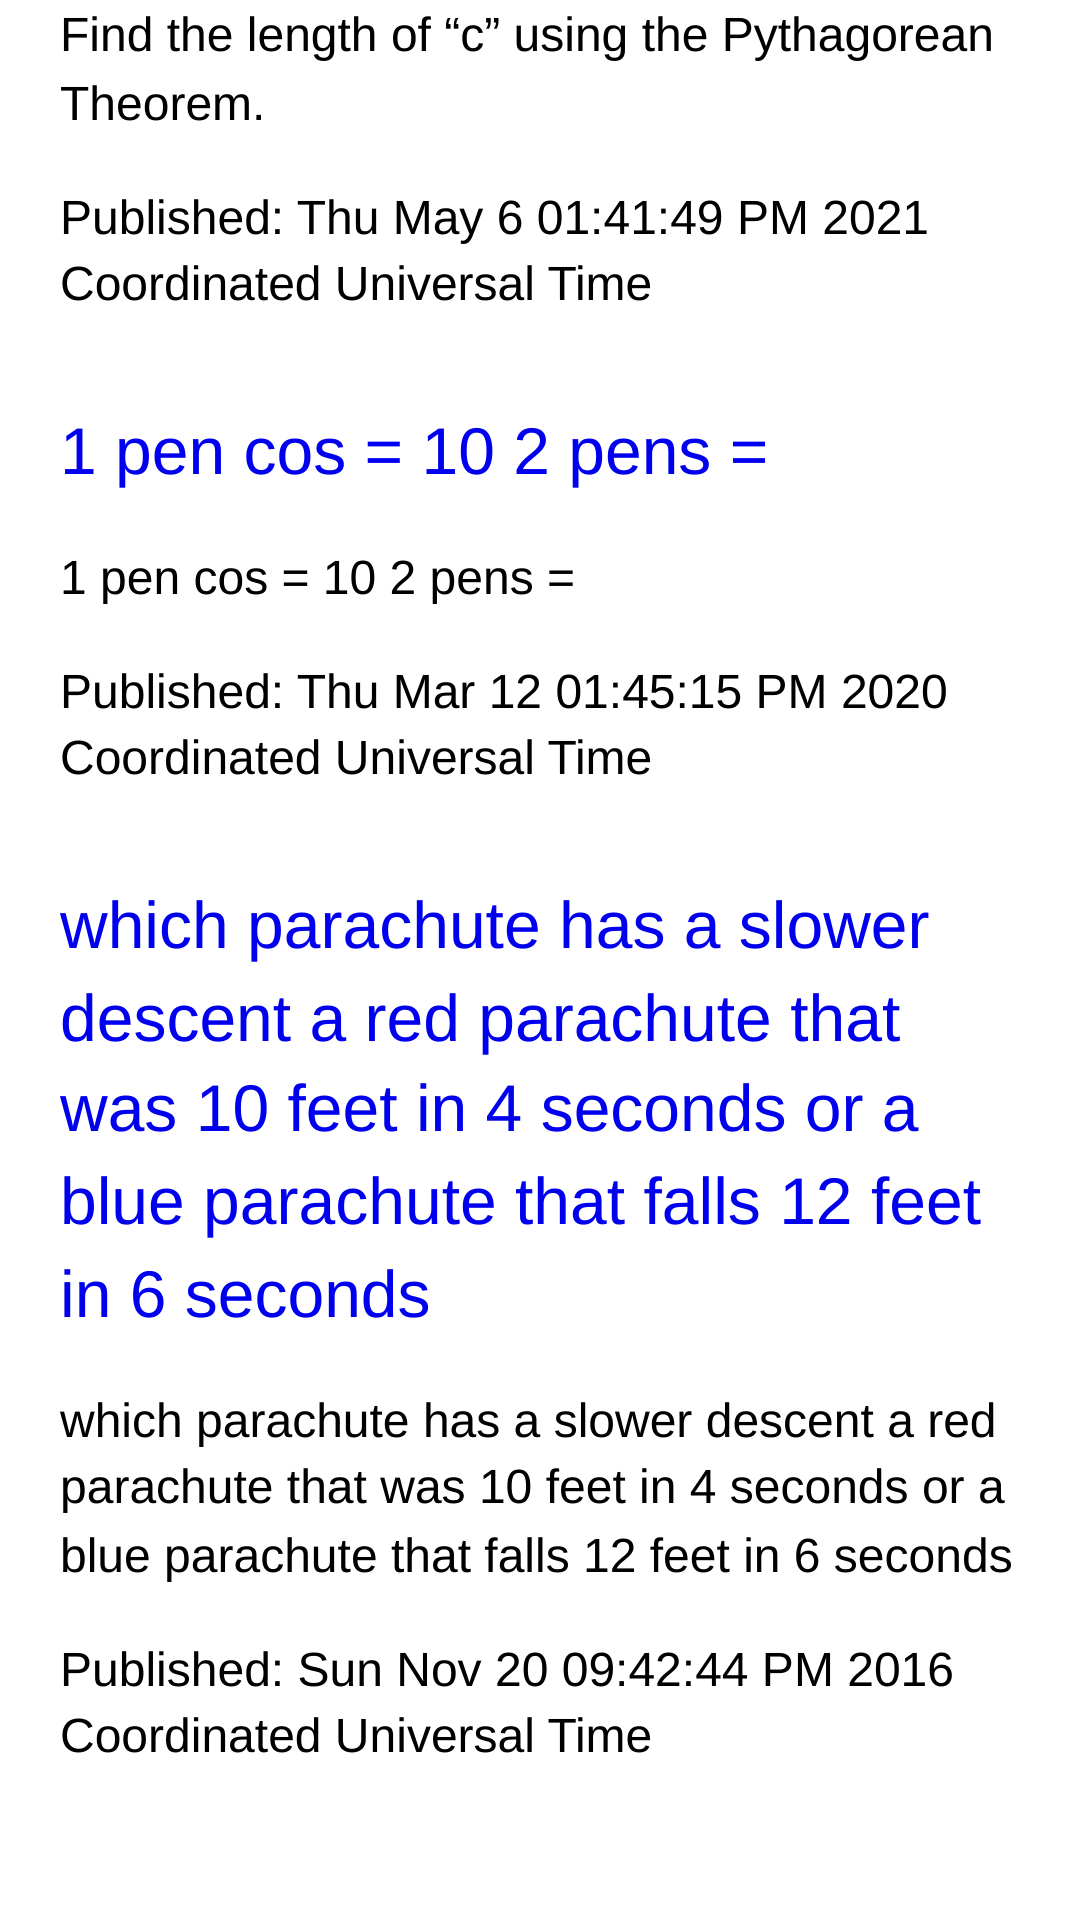 Find the length of “c” using the Pythagorean
Theorem.
Published: Thu May 6 01:41:49 PM 2021
Coordinated Universal Time
1 pen cos = 10 2 pens =
1 pen cos = 10 2 pens =
Published: Thu Mar 12 01:45:15 PM 2020
Coordinated Universal Time
which parachute has a slower
descent a red parachute that
was 10 feet in 4 seconds or a
blue parachute that falls 12 feet
in 6 seconds
which parachute has a slower descent a red
parachute that was 10 feet in 4 seconds or a
blue parachute that falls 12 feet in 6 seconds
Published: Sun Nov 20 09:42:44 PM 2016
Coordinated Universal Time